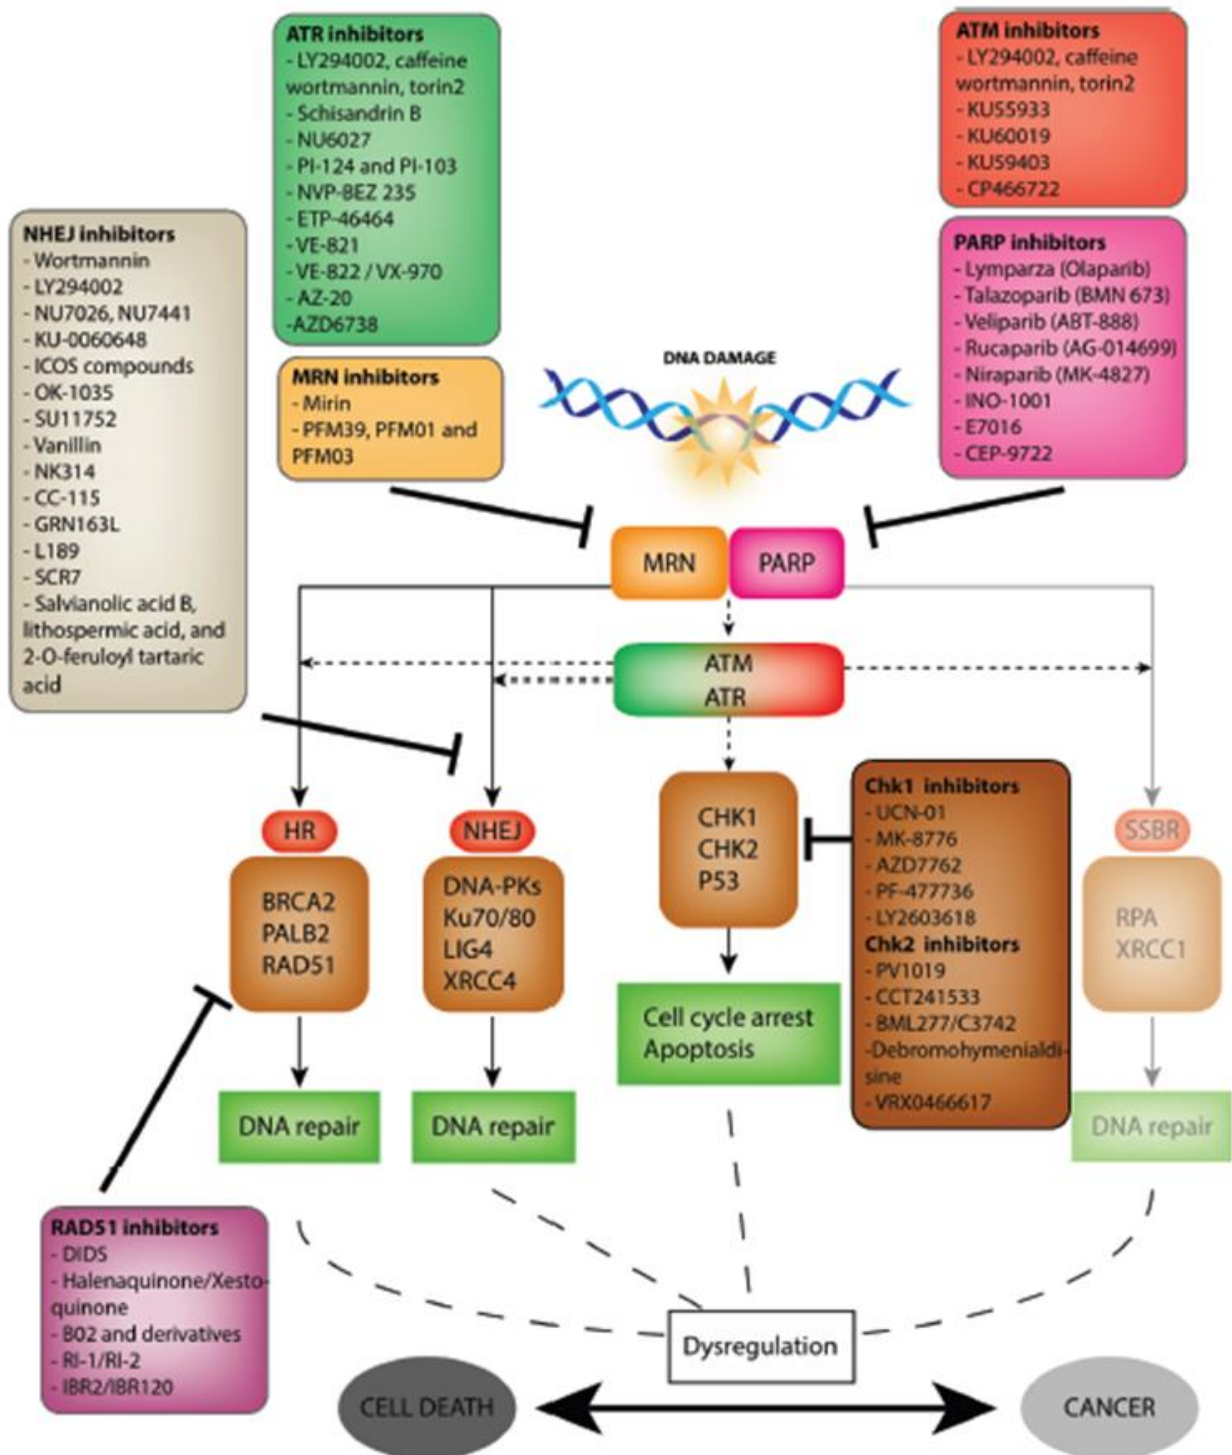 ATR inhibitors
- LY294002, caffeine
wortmannin, torin2
- Schisandrin B
- NU6027
- PI-124 and PI-103
- NVP-BEZ 235
- ETP-46464
- VE-821
- VE-822 / VX-970
- AZ-20
-AZD6738
ATM inhibitors
- LY294002, caffeine
wortmannin, torin2
- KU55933
- KU60019
- KU59403
- CP466722
NHEJ inhibitors
- Wortmannin
- LY294002
- NU7026, NU7441
- KU-0060648
- ICOS compounds
- OK-1035
- SU11752
- Vanillin
- NK314
- CC-115
- GRN163L
- L189
- SCR7
- Salvianolic acid B,
lithospermic acid, and
2-O-feruloyl tartaric
acid
MRN inhibitors
- Mirin
- PFM39, PFM01 and
PFM03
DNA DAMAGE
PARP inhibitors
- Lymparza (Olaparib)
- Talazoparib (BMN 673)
- Veliparib (ABT-888)
- Rucaparib (AG-014699)
- Niraparib (MK-4827)
- INO-1001
- E7016
- CEP-9722
MRN
PARP
ATM
ATR
HR
BRCA2
PALB2
RAD51
NHEJ
DNA-PKs
Ku70/80
LIG4
XRCC4
CHK1
CHK2
P53
Chk1 inhibitors
- UCN-01
- MK-8776
- AZD7762
- PF-477736
- LY2603618
Chk2 inhibitors
- PV1019
- CCT241533
- BML277/C3742
-Debromohymenialdi-
sine
- VRX0466617
SSBR
RPA
XRCC1
Cell cycle arrest
Apoptosis
DNA repair
DNA repair
DNA repair
RAD51 inhibitors
- DIDS
- Halenaquinone/Xesto-
quinone
- B02 and derivatives
- RI-1/RI-2
- IBR2/IBR120
Dysregulation
CELL DEATH
CANCER